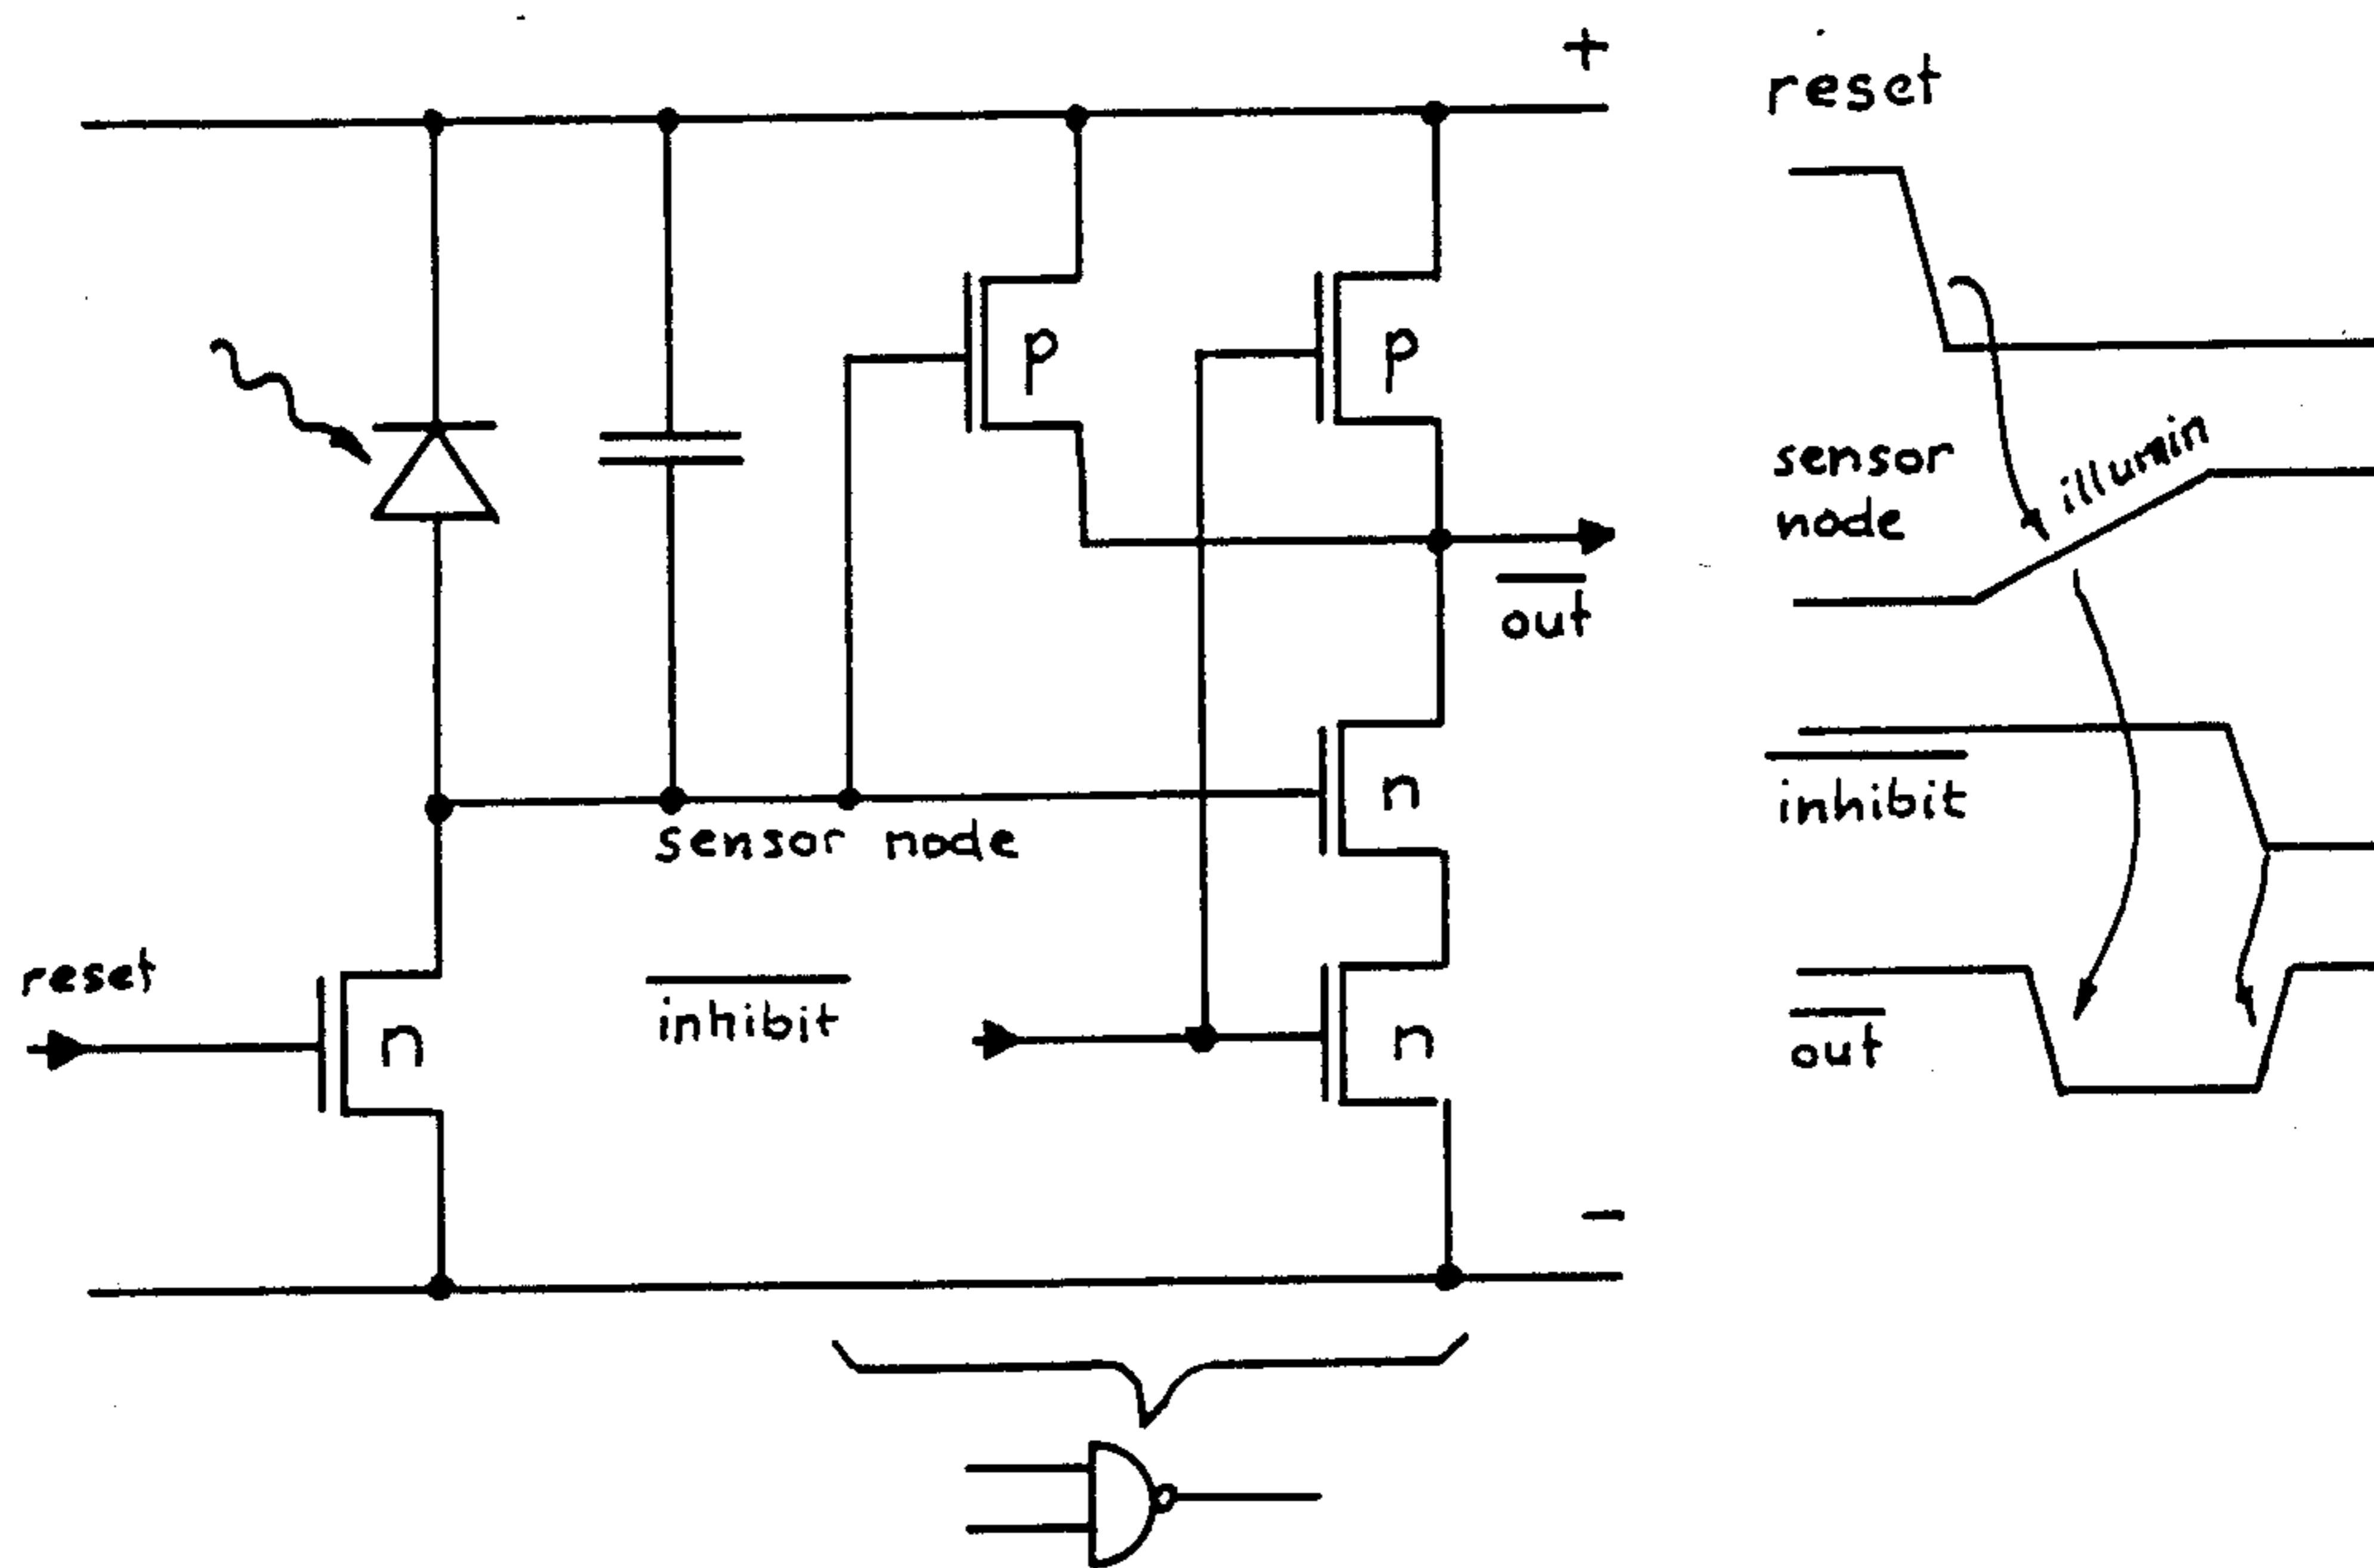 +
reset
p
p
sensor
node
illumin
out
n
sensor node
inhibit
reset
n
inhibit
n
out
-